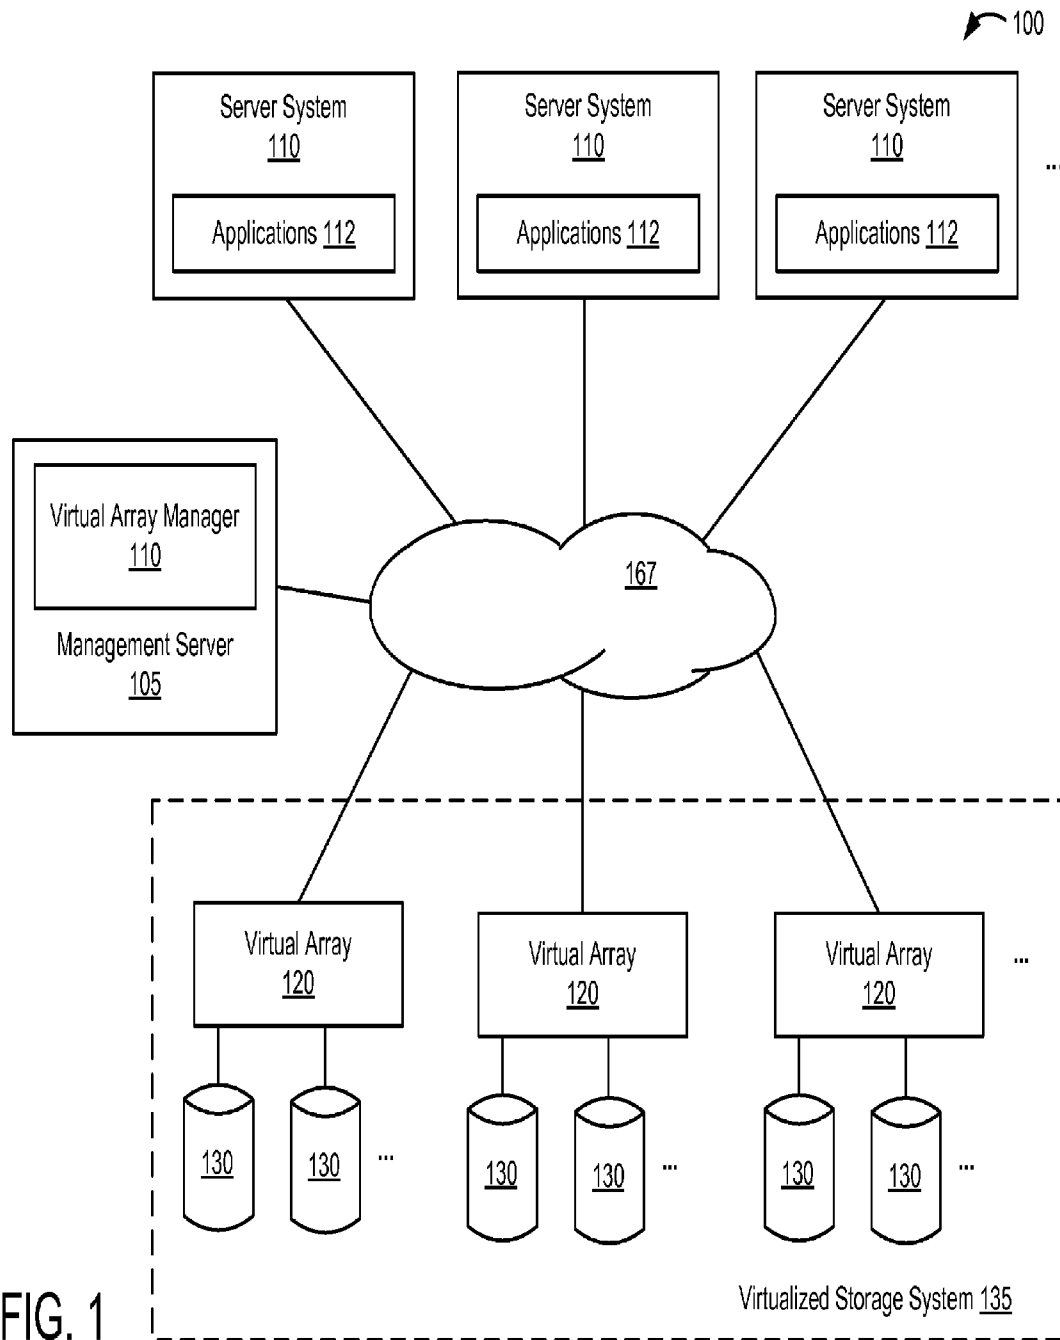 100
Server System
110
Applications 112
Server System
110
Applications 112
Server System
110
Applications 112
...
Virtual Array Manager
110
Management Server
105
167
Virtual Array
120
Virtual Array
120
Virtual Array
120
...
130
130
...
130
130
...
130
130
...
Virtualized Storage System 135
FIG. 1